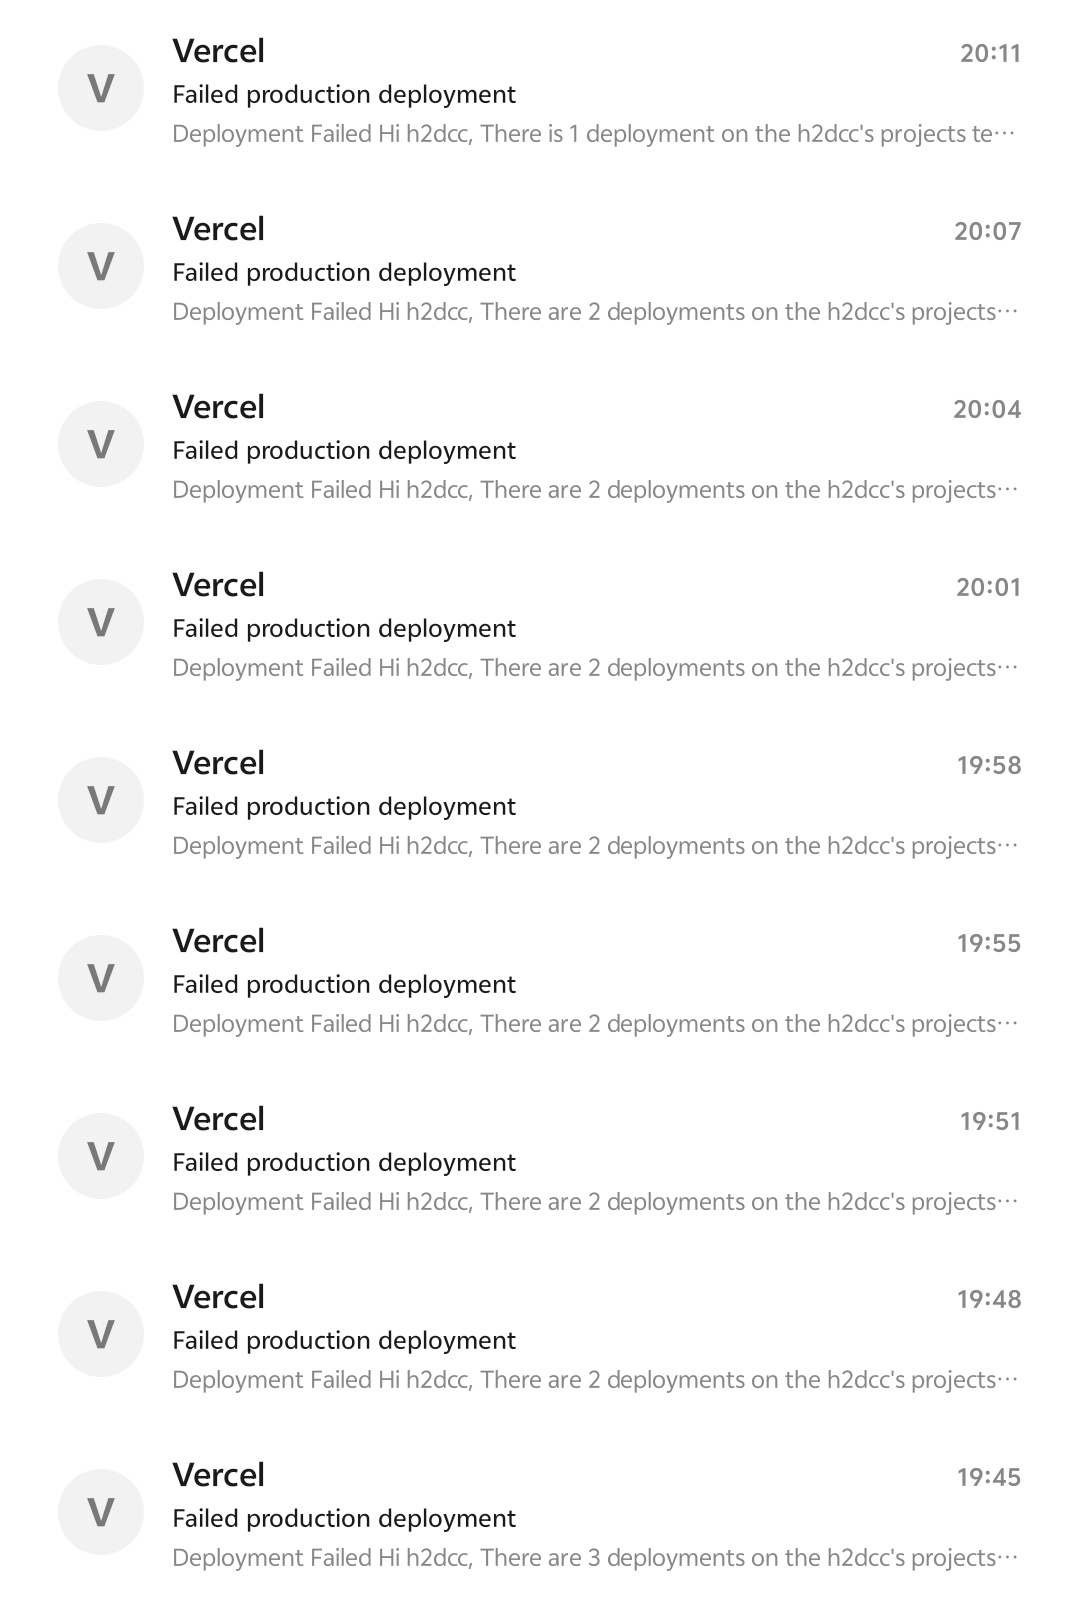 V
Vercel 20:11
Failed production deployment
Deployment Failed Hi h2dcc, There is 1 deployment on the h2dcc's projects te···
V
Vercel 20:07
Failed production deployment
Deployment Failed Hi h2dcc, There are 2 deployments on the h2dcc's projects···
V
Vercel 20:04
Failed production deployment
Deployment Failed Hi h2dcc, There are 2 deployments on the h2dcc's projects···
V
Vercel 20:01
Failed production deployment
Deployment Failed Hi h2dcc, There are 2 deployments on the h2dcc's projects···
V
Vercel 19:58
Failed production deployment
Deployment Failed Hi h2dcc, There are 2 deployments on the h2dcc's projects···
V
Vercel 19:55
Failed production deployment
Deployment Failed Hi h2dcc, There are 2 deployments on the h2dcc's projects···
V
Vercel 19:51
Failed production deployment
Deployment Failed Hi h2dcc, There are 2 deployments on the h2dcc's projects···
V
Vercel 19:48
Failed production deployment
Deployment Failed Hi h2dcc, There are 2 deployments on the h2dcc's projects···
V
Vercel 19:45
Failed production deployment
Deployment Failed Hi h2dcc, There are 3 deployments on the h2dcc's projects···